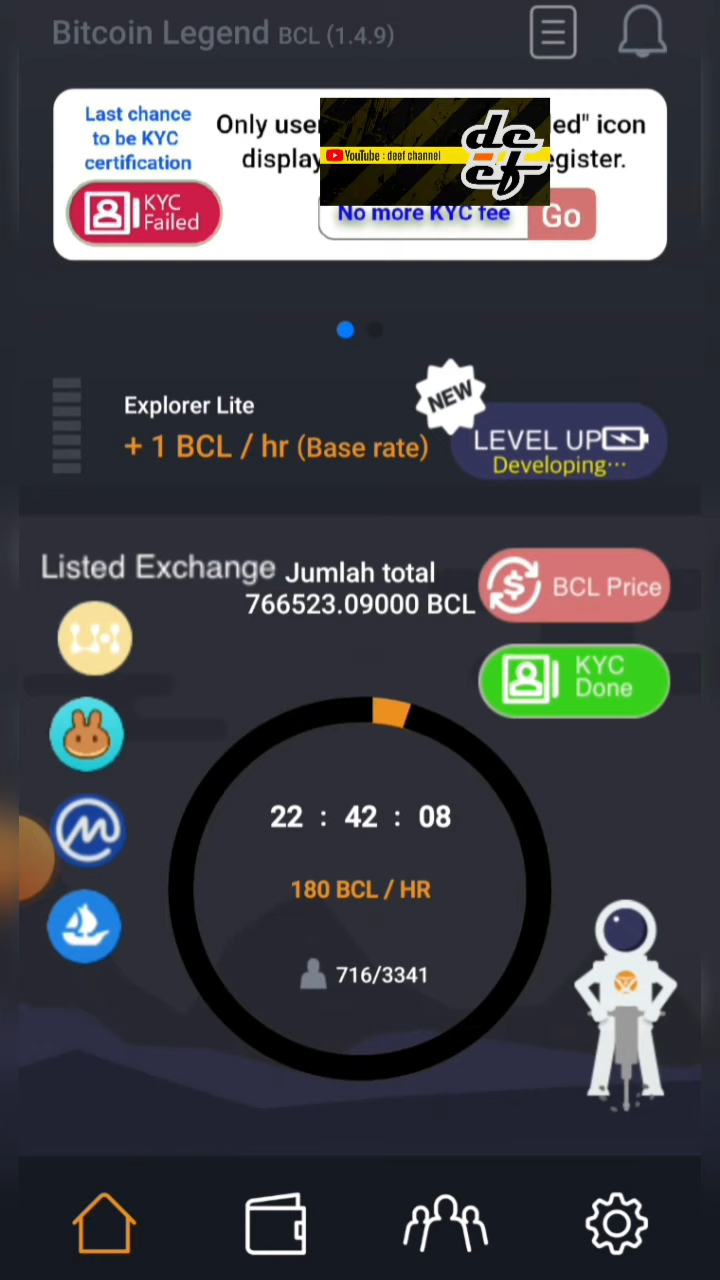 Bitcoin Legend BCL (1.4.9)
Last chance
to be KYC
certification
KYC
Failed
Only
ed" icon
egister.
YouTube : deef channel
deef
No more KYC fee
Go
Explorer Lite
+ 1 BCL / hr (Base rate)
NEW
LEVEL UP
Developing...
Listed Exchange
Jumlah total
766523.09000 BCL
BCL Price
KYC
Done
22 : 42 : 08
180 BCL / HR
716/3341